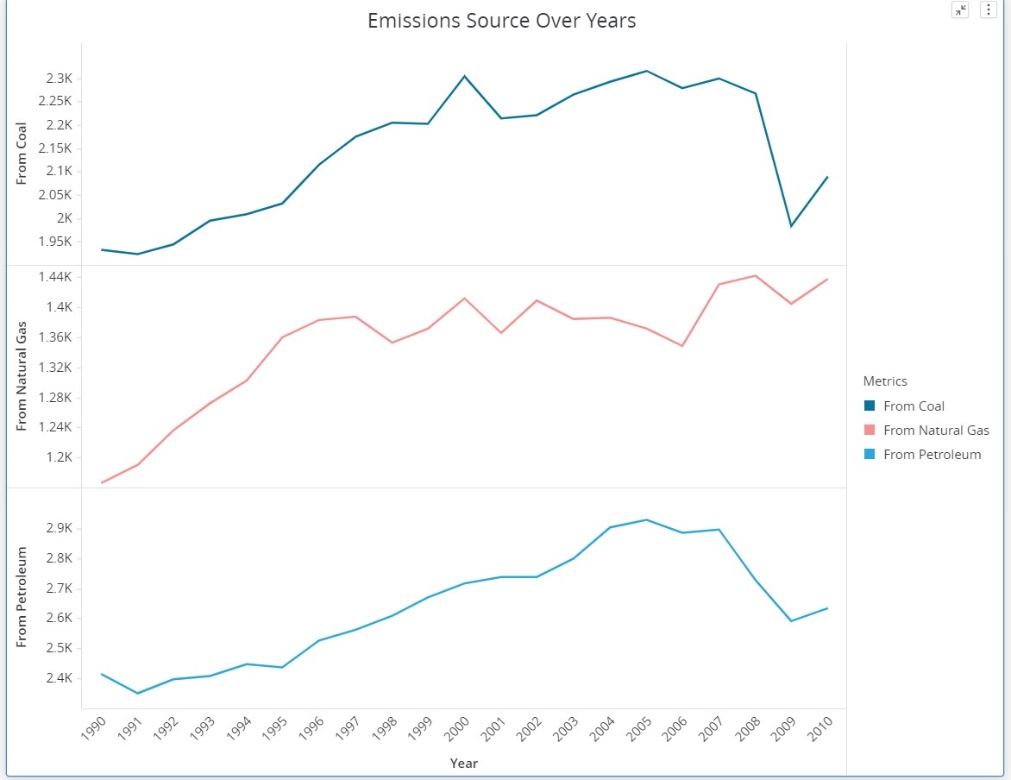 Emissions Source Over Years
From Coal
2.3K
2.25K
2.2K
2.15K
2.1K
2.05K
2K
1.95K
From Natural Gas
1.44K
1.4K
1.36K
1.32K
1.28K
1.24K
1.2K
From Petroleum
2.9K
2.8K
2.7K
2.6K
2.5K
2.4K
1990 1991 1992 1993 1994 1995 1996 1997 1998 1999 2000 2001 2002 2003 2004 2005 2006 2007 2008 2009 2010
Year
Metrics
From Coal
From Natural Gas
From Petroleum